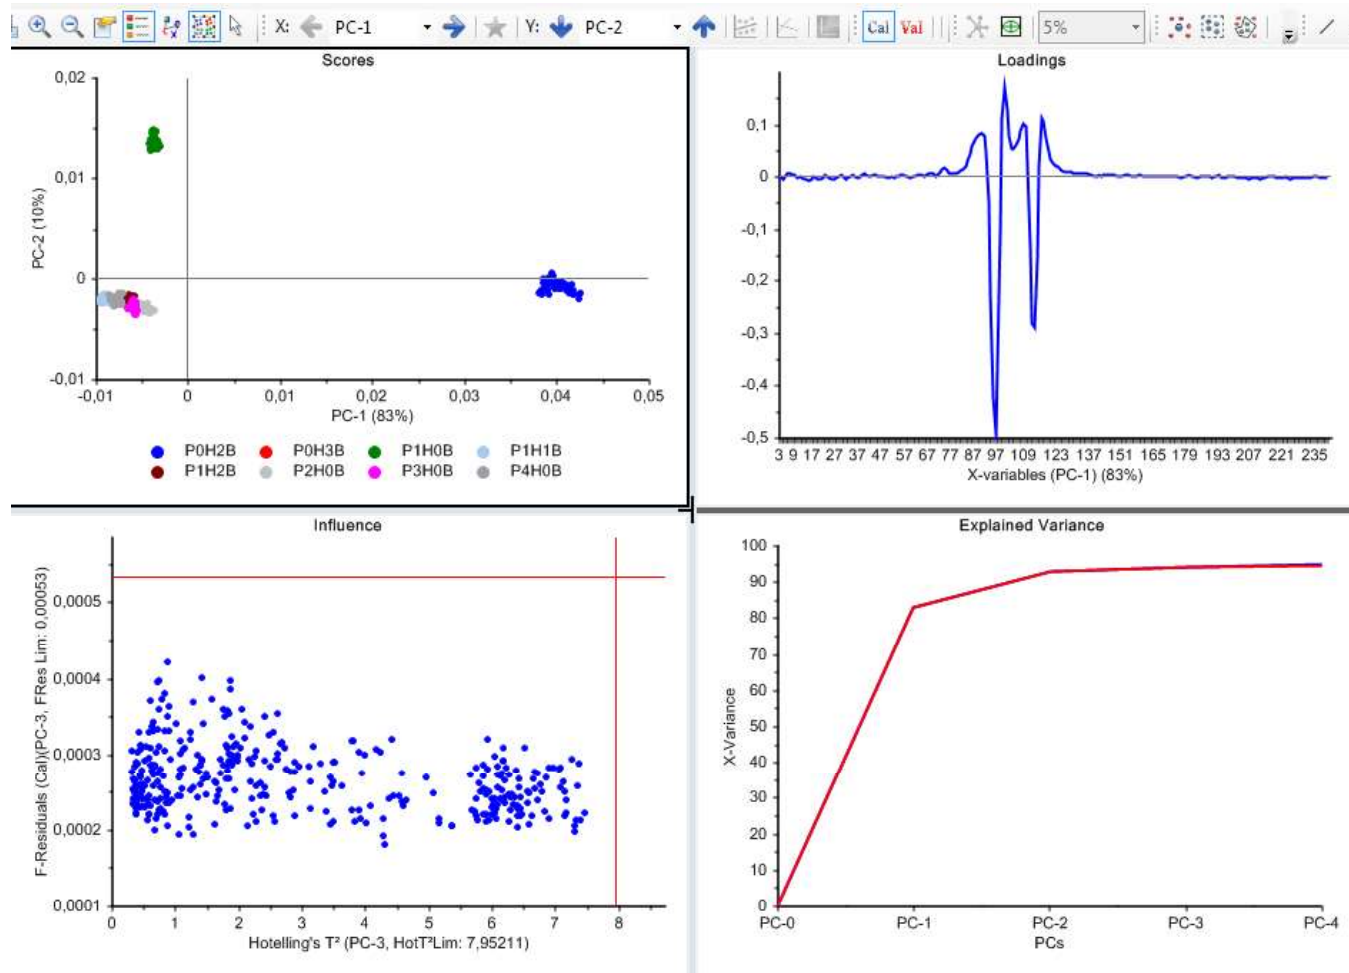 X: PC-1 Y: PC-2 Cal Val 5%
Scores
0,02
0,01
0
-0,01
PC-2 (10%)
-0,01 0 0,01 0,02 0,03 0,04 0,05
PC-1 (83%)
P0H2B P0H3B P1H0B P1H1B
P1H2B P2H0B P3H0B P4H0B
Loadings
0,1
0
-0,1
-0,2
-0,3
-0,4
-0,5
3 9 17 27 37 47 57 67 77 87 97 109 123 137 151 165 179 193 207 221 235
X-variables (PC-1) (83%)
Influence
F-Residuals (Cal)(PC-3, FRes Lim: 0,00053)
0,0005
0,0004
0,0003
0,0002
0,0001
0 1 2 3 4 5 6 7 8
Hotelling's T² (PC-3, HotT²Lim: 7,95211)
Explained Variance
X-Variance
100
90
80
70
60
50
40
30
20
10
0
PC-0 PC-1 PC-2 PC-3 PC-4
PCs